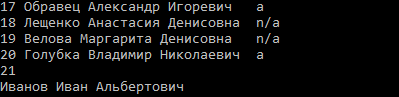 17 Образец Александр Игоревич а
18 Лещенко Анастасия Денисовна n/a
19 Велова Маргарита Денисовна n/a
20 Голубка Владимир Николаевич а
21
Иванов Иван Альбертович